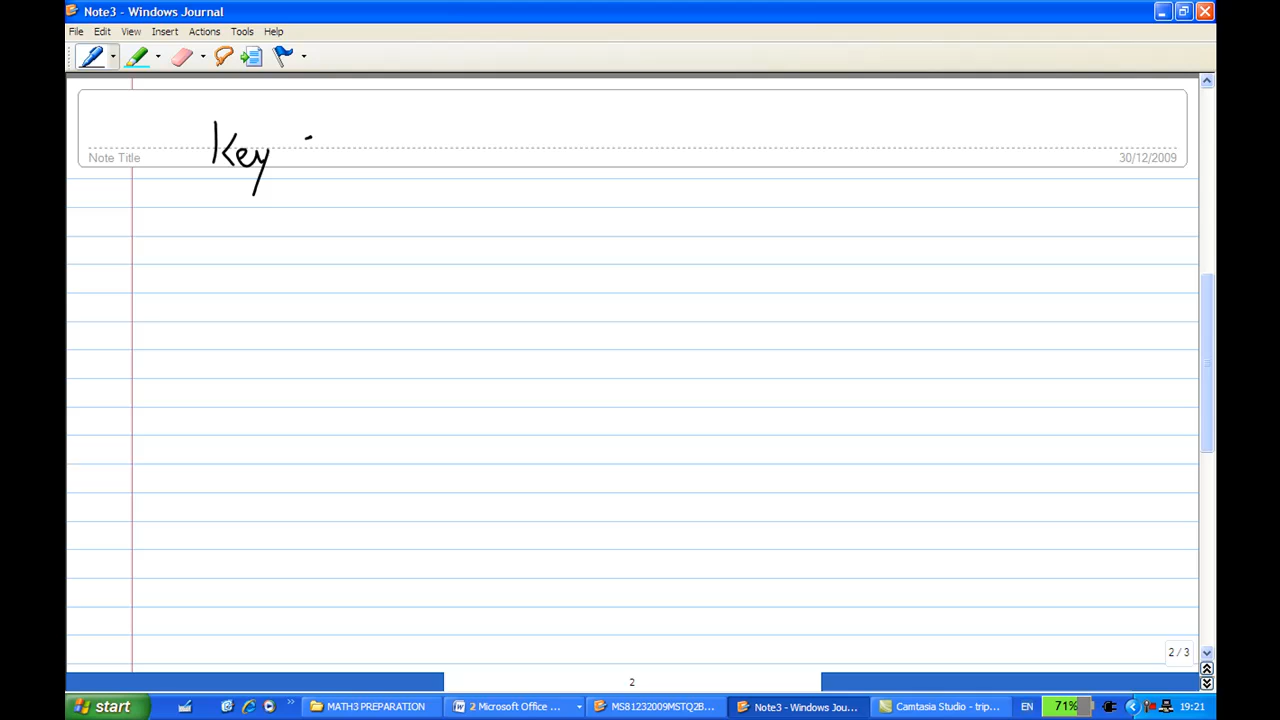 Note3 - Windows Journal
File Edit View Insert Actions Tools Help
Key
Note Title
30/12/2009
2 / 3
2
start
MATH3 PREPARATION
2 Microsoft Office ...
MS81232009MSTQ2B...
Note3 - Windows Jou...
Camtasia Studio - trip...
EN
71%
19:21